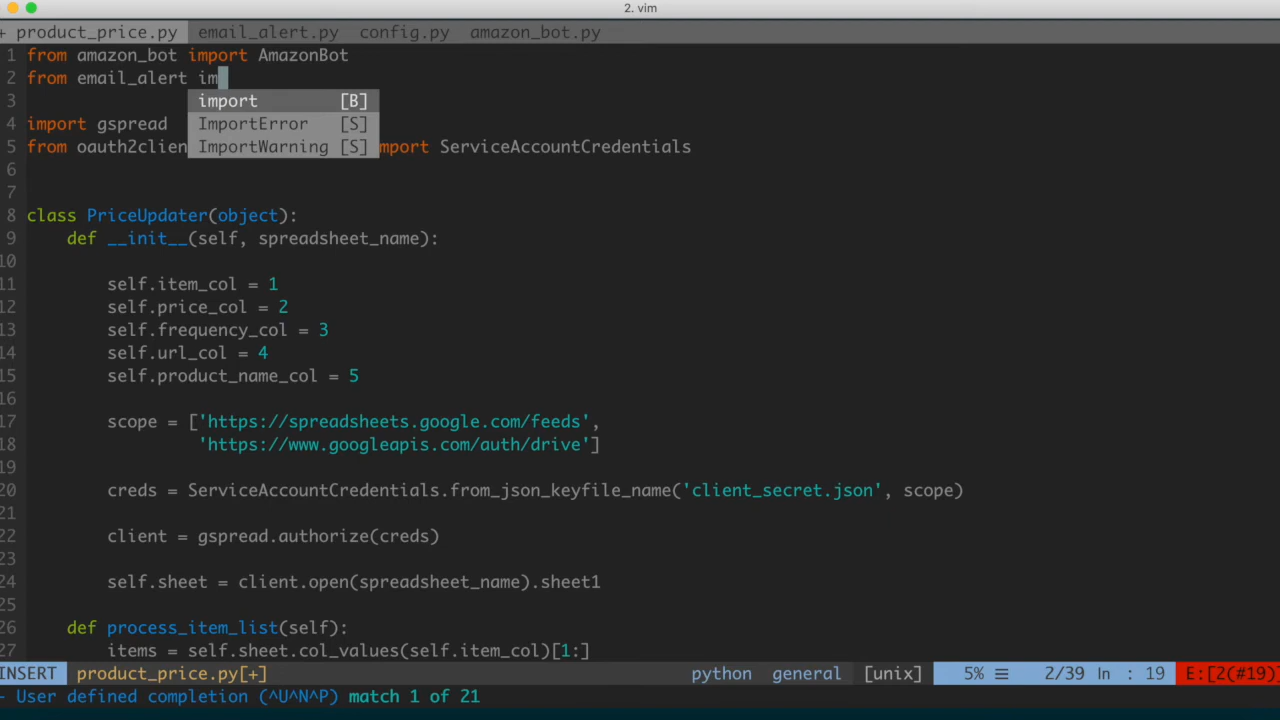 2. vim
+ product_price.py email_alert.py config.py amazon_bot.py
1 from amazon_bot import AmazonBot
2 from email_alert im
3 import [B]
4 import gspread ImportError [S]
5 from oauth2clien ImportWarning [S] mport ServiceAccountCredentials
6
7
8 class PriceUpdater(object):
9 def __init__(self, spreadsheet_name):
10
11 self.item_col = 1
12 self.price_col = 2
13 self.frequency_col = 3
14 self.url_col = 4
15 self.product_name_col = 5
16
17 scope = ['https://spreadsheets.google.com/feeds',
18 'https://www.googleapis.com/auth/drive']
19
20 creds = ServiceAccountCredentials.from_json_keyfile_name('client_secret.json', scope)
21
22 client = gspread.authorize(creds)
23
24 self.sheet = client.open(spreadsheet_name).sheet1
25
26 def process_item_list(self):
27 items = self.sheet.col_values(self.item_col)[1:]
INSERT product_price.py[+] python general [unix] 5% ☰ 2/39 ln : 19 E:[2(#19)]
- User defined completion (^U^N^P) match 1 of 21